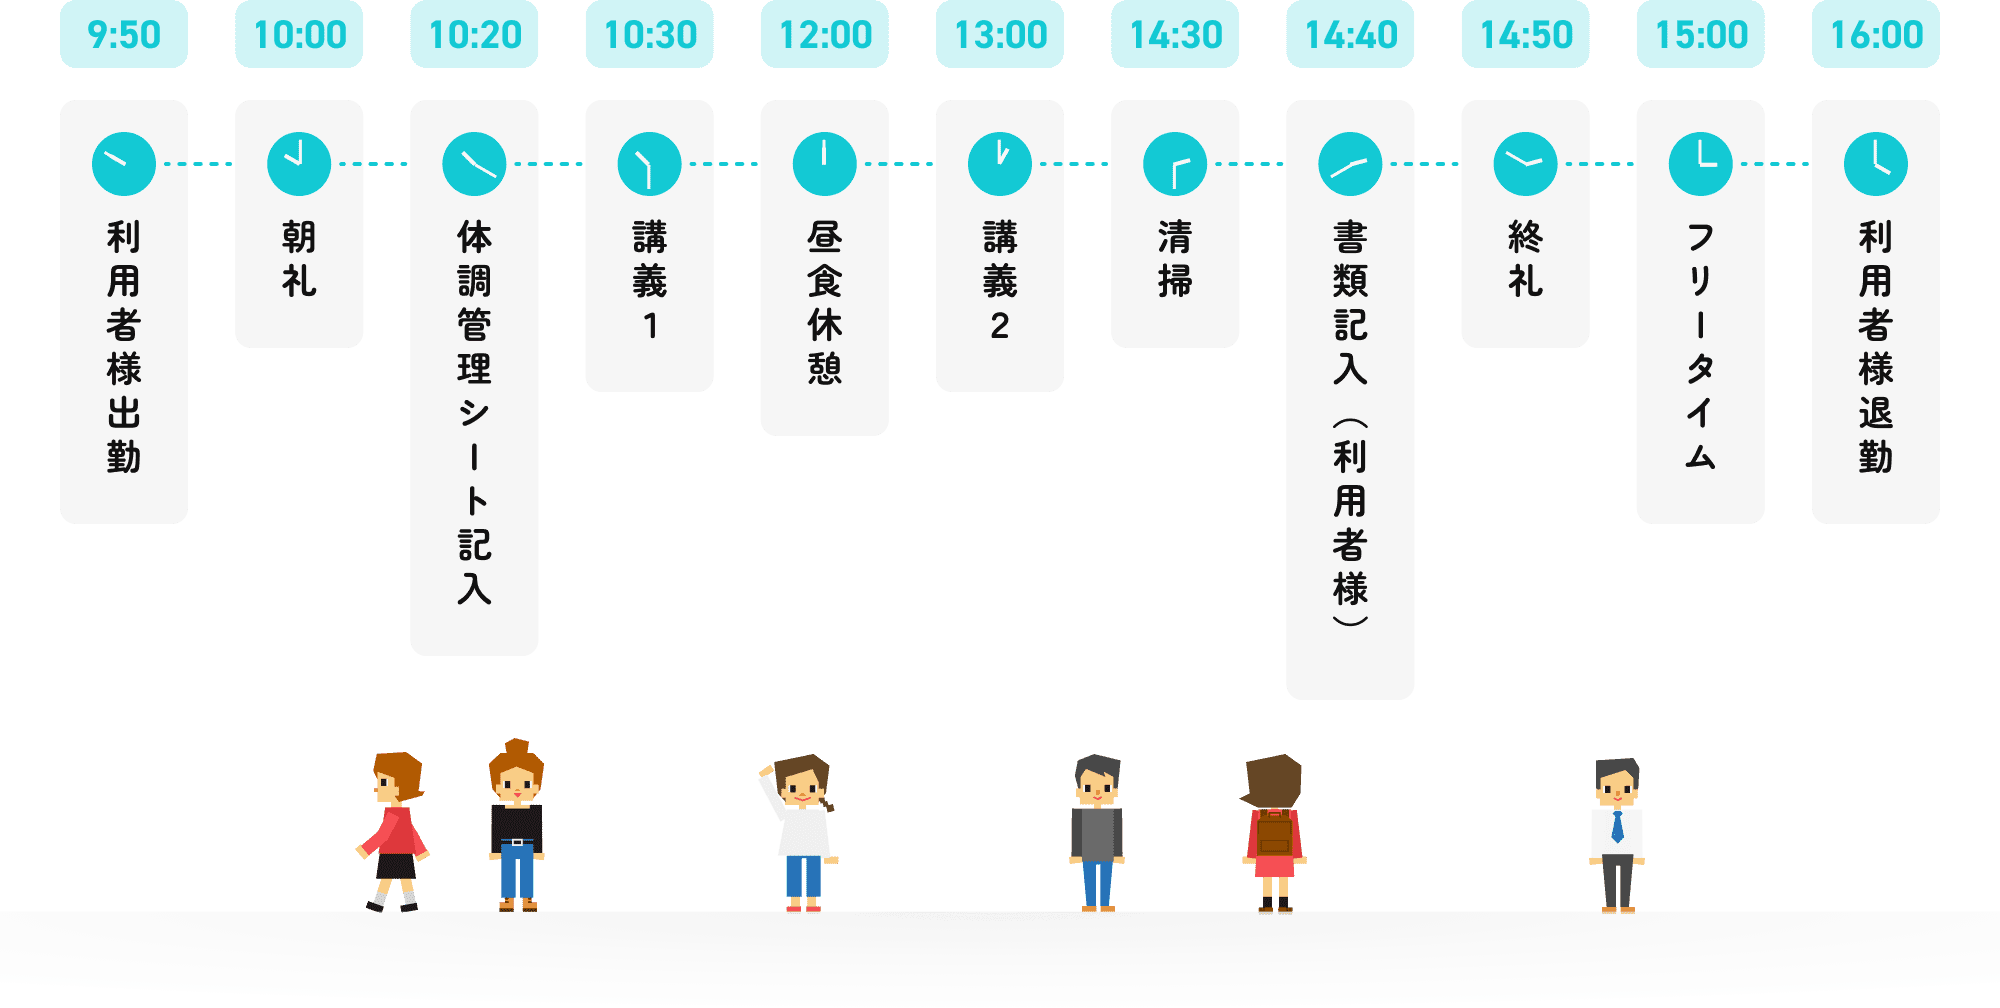 9:50
利用者様出勤
10:00
朝礼
10:20
体調管理シート記入
10:30
講義1
12:00
昼食休憩
13:00
講義2
14:30
清掃
14:40
書類記入（利用者様）
14:50
終礼
15:00
フリータイム
16:00
利用者様退勤